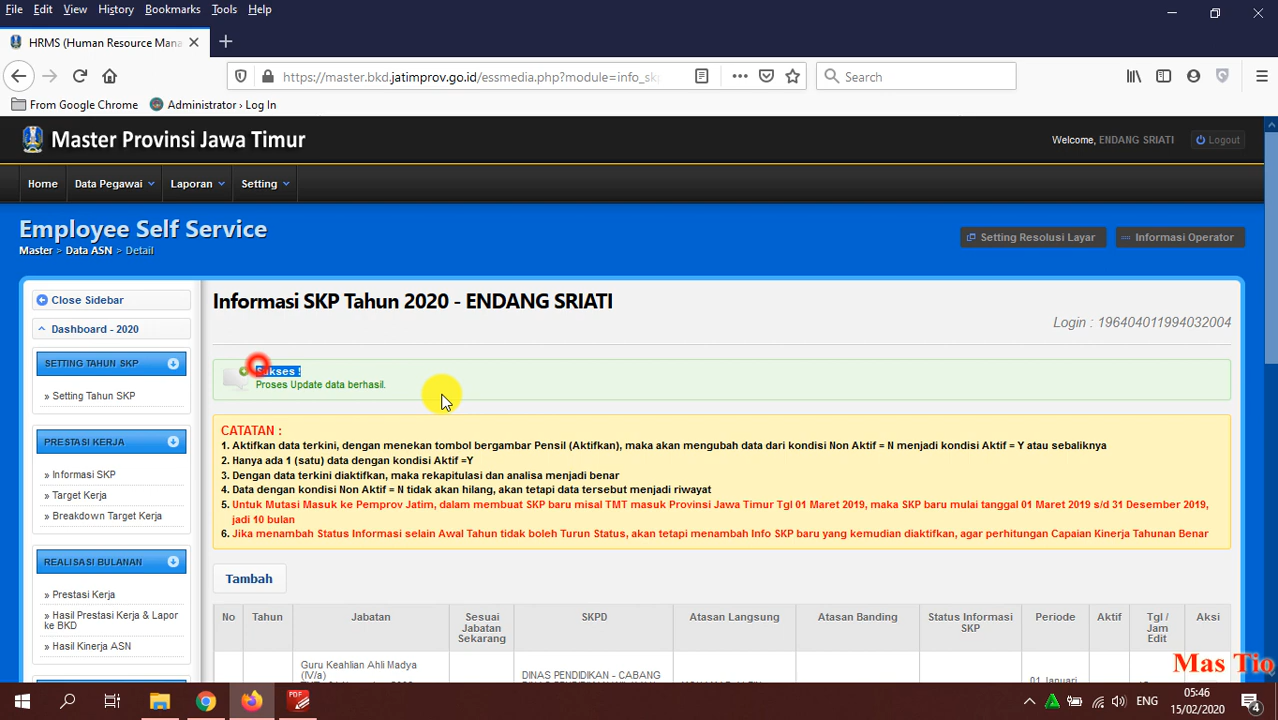 File Edit View History Bookmarks Tools Help
HRMS (Human Resource Mana
https://master.bkd.jatimprov.go.id/essmedia.php?module=info_sk
Search
From Google Chrome Administrator › Log In
Master Provinsi Jawa Timur
Welcome, ENDANG SRIATI Logout
Home Data Pegawai Laporan Setting
Employee Self Service
Master > Data ASN > Detail
Setting Resolusi Layar Informasi Operator
Close Sidebar
Dashboard - 2020
SETTING TAHUN SKP
» Setting Tahun SKP
PRESTASI KERJA
» Informasi SKP
» Target Kerja
» Breakdown Target Kerja
REALISASI BULANAN
» Prestasi Kerja
» Hasil Prestasi Kerja & Lapor
ke BKD
» Hasil Kinerja ASN
Informasi SKP Tahun 2020 - ENDANG SRIATI
Login : 196404011994032004
Sukses !
Proses Update data berhasil.
CATATAN :
1. Aktifkan data terkini, dengan menekan tombol bergambar Pensil (Aktifkan), maka akan mengubah data dari kondisi Non Aktif = N menjadi kondisi Aktif = Y atau sebaliknya
2. Hanya ada 1 (satu) data dengan kondisi Aktif =Y
3. Dengan data terkini diaktifkan, maka rekapitulasi dan analisa menjadi benar
4. Data dengan kondisi Non Aktif = N tidak akan hilang, akan tetapi data tersebut menjadi riwayat
5. Untuk Mutasi Masuk ke Pemprov Jatim, dalam membuat SKP baru misal TMT masuk Provinsi Jawa Timur Tgl 01 Maret 2019, maka SKP baru mulai tanggal 01 Maret 2019 s/d 31 Desember 2019,
jadi 10 bulan
6. Jika menambah Status Informasi selain Awal Tahun tidak boleh Turun Status, akan tetapi menambah Info SKP baru yang kemudian diaktifkan, agar perhitungan Capaian Kinerja Tahunan Benar
Tambah
No Tahun Jabatan Sesuai Jabatan Sekarang SKPD Atasan Langsung Atasan Banding Status Informasi SKP Periode Aktif Tgl / Jam Edit Aksi
Guru Keahlian Ahli Madya
(IV/a)
DINAS PENDIDIKAN - CABANG
01 Januari
Mas Tio
ENG
05:46
15/02/2020
4